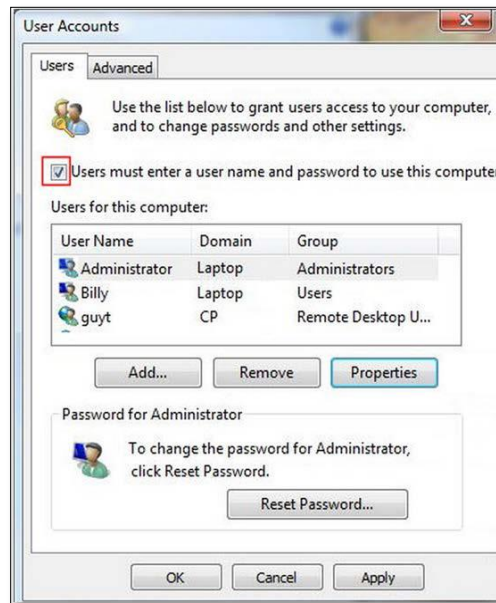 User Accounts
Users Advanced
Use the list below to grant users access to your computer,
and to change passwords and other settings.
Users must enter a user name and password to use this computer
Users for this computer:
User Name Domain Group
Administrator Laptop Administrators
Billy Laptop Users
guyt CP Remote Desktop U...
Add... Remove Properties
Password for Administrator
To change the password for Administrator,
click Reset Password.
Reset Password...
OK Cancel Apply